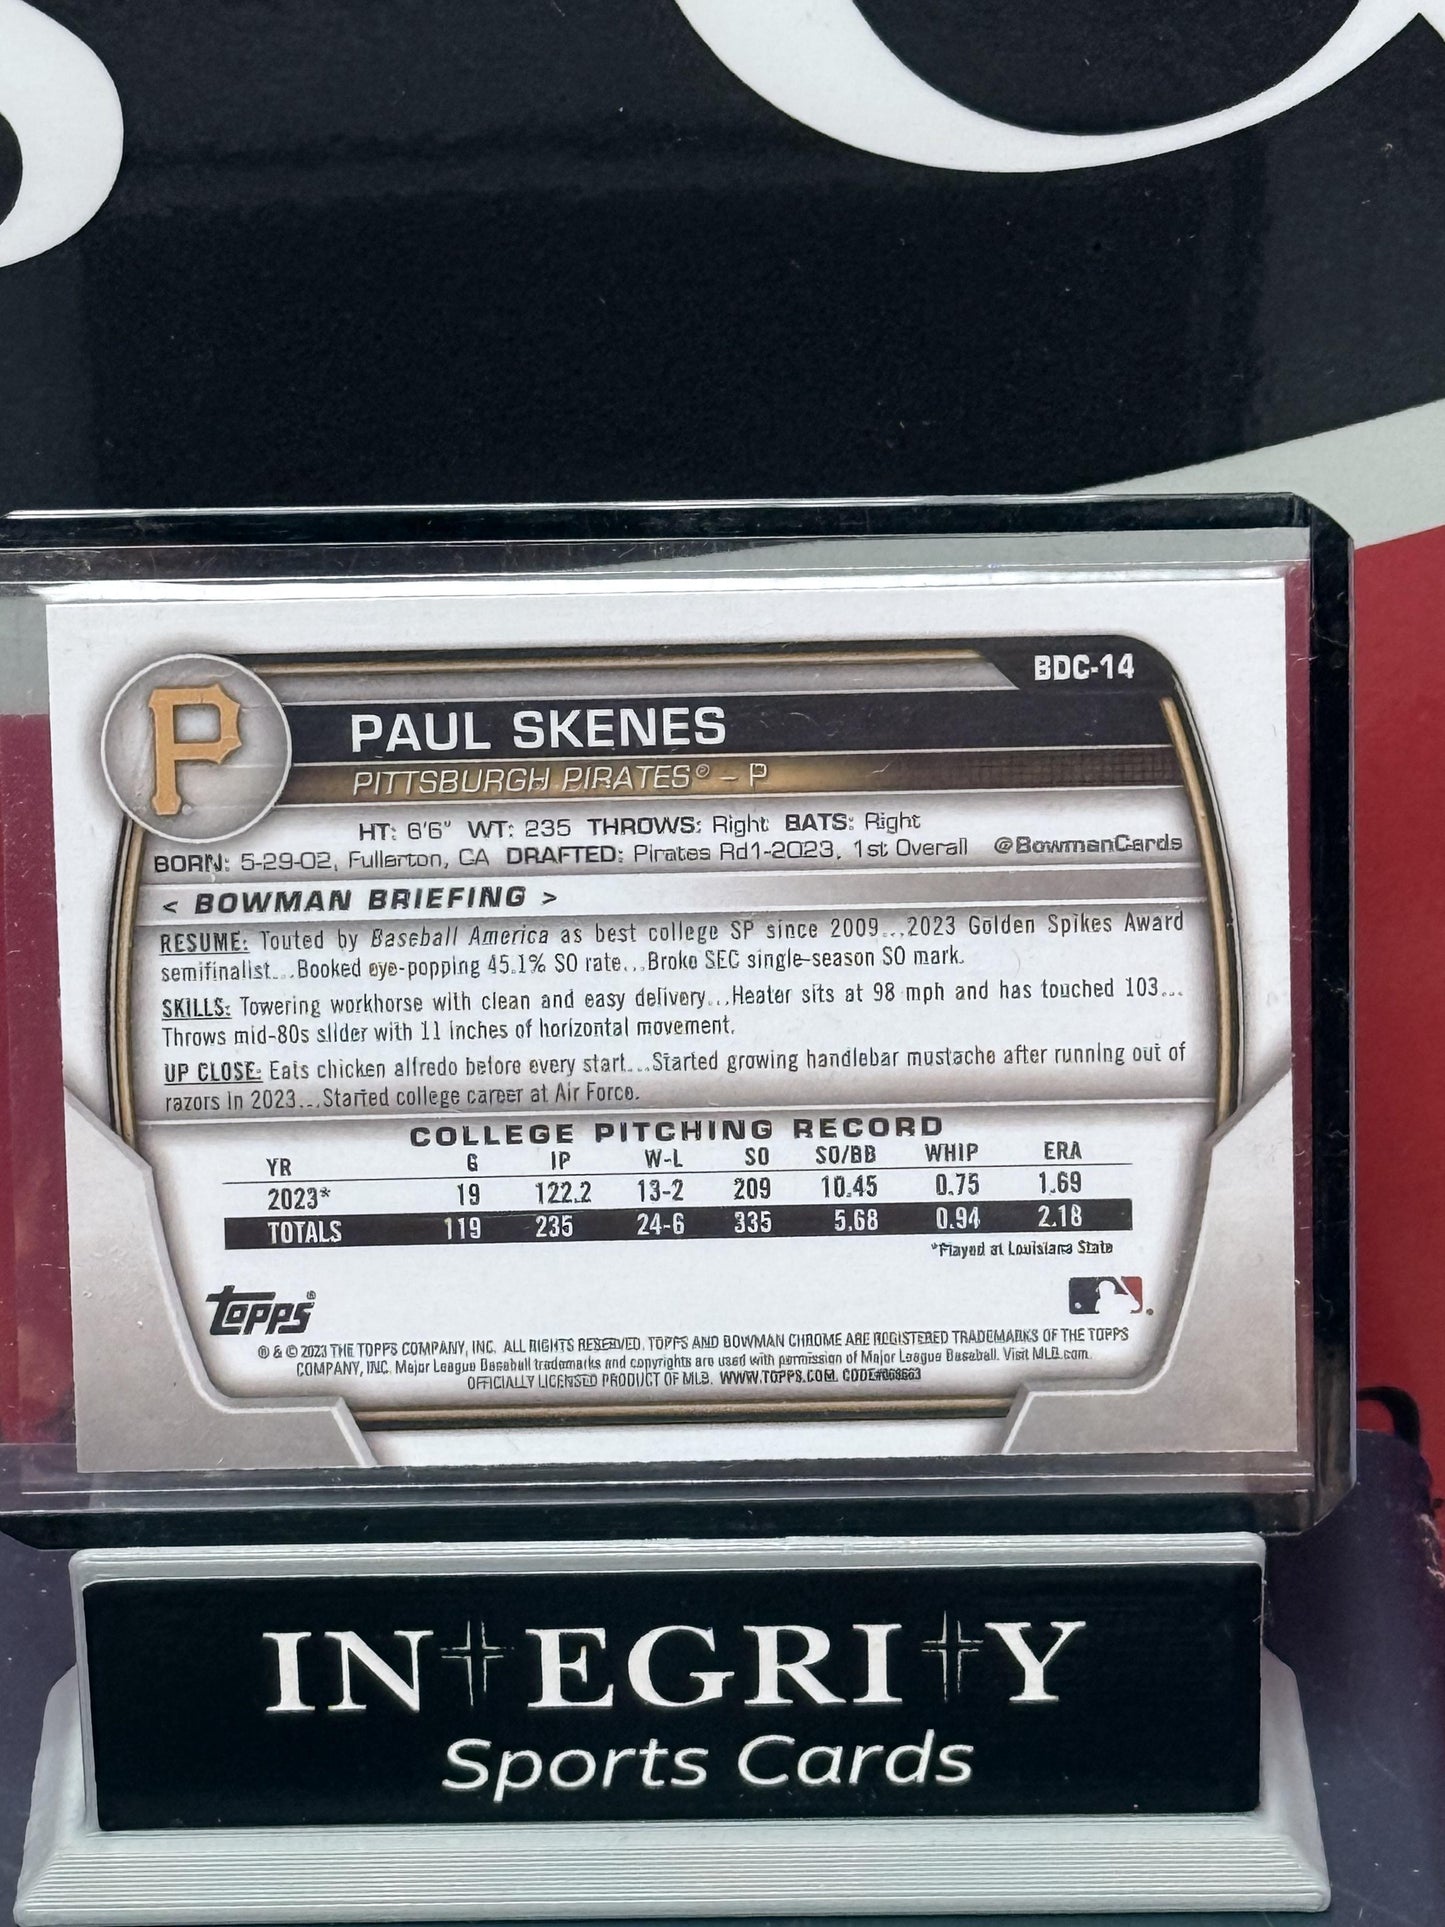 BDC-14
P
PAUL SKENES
PITTSBURGH PIRATES® – P
HT: 6'6" WT: 235 THROWS: Right BATS: Right
BORN: 5-29-02, Fullerton, CA DRAFTED: Pirates Rd1-2023, 1st Overall @BowmanCards
< BOWMAN BRIEFING >
RESUME: Touted by Baseball America as best college SP since 2009...2023 Golden Spikes Award
semifinalist...Booked eye-popping 45.1% SO rate...Broke SEC single-season SO mark.
SKILLS: Towering workhorse with clean and easy delivery...Heater sits at 98 mph and has touched 103...
Throws mid-80s slider with 11 inches of horizontal movement.
UP CLOSE: Eats chicken alfredo before every start...Started growing handlebar mustache after running out of
razors in 2023...Started college career at Air Force.
COLLEGE PITCHING RECORD
YR G IP W-L SO SO/BB WHIP ERA
2023* 19 122.2 13-2 209 10.45 0.75 1.69
TOTALS 119 235 24-6 335 5.68 0.94 2.18
*Played at Louisiana State
Topps®
® & © 2023 THE TOPPS COMPANY, INC. ALL RIGHTS RESERVED. TOPPS AND BOWMAN CHROME ARE REGISTERED TRADEMARKS OF THE TOPPS
COMPANY, INC. Major League Baseball trademarks and copyrights are used with permission of Major League Baseball. Visit MLB.com.
OFFICIALLY LICENSED PRODUCT OF MLB. WWW.TOPPS.COM.
INTEGRITY
Sports Cards